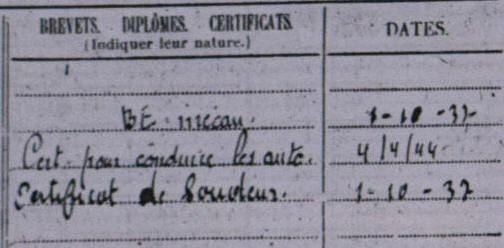 BREVETS. DIPLÔMES. CERTIFICATS. DATES.
(Indiquer leur nature.)
BE. mécan. 1-10-37
Cert. pour conduire les auto. 4/4/44
Certificat de Soudeur. 1-10-37